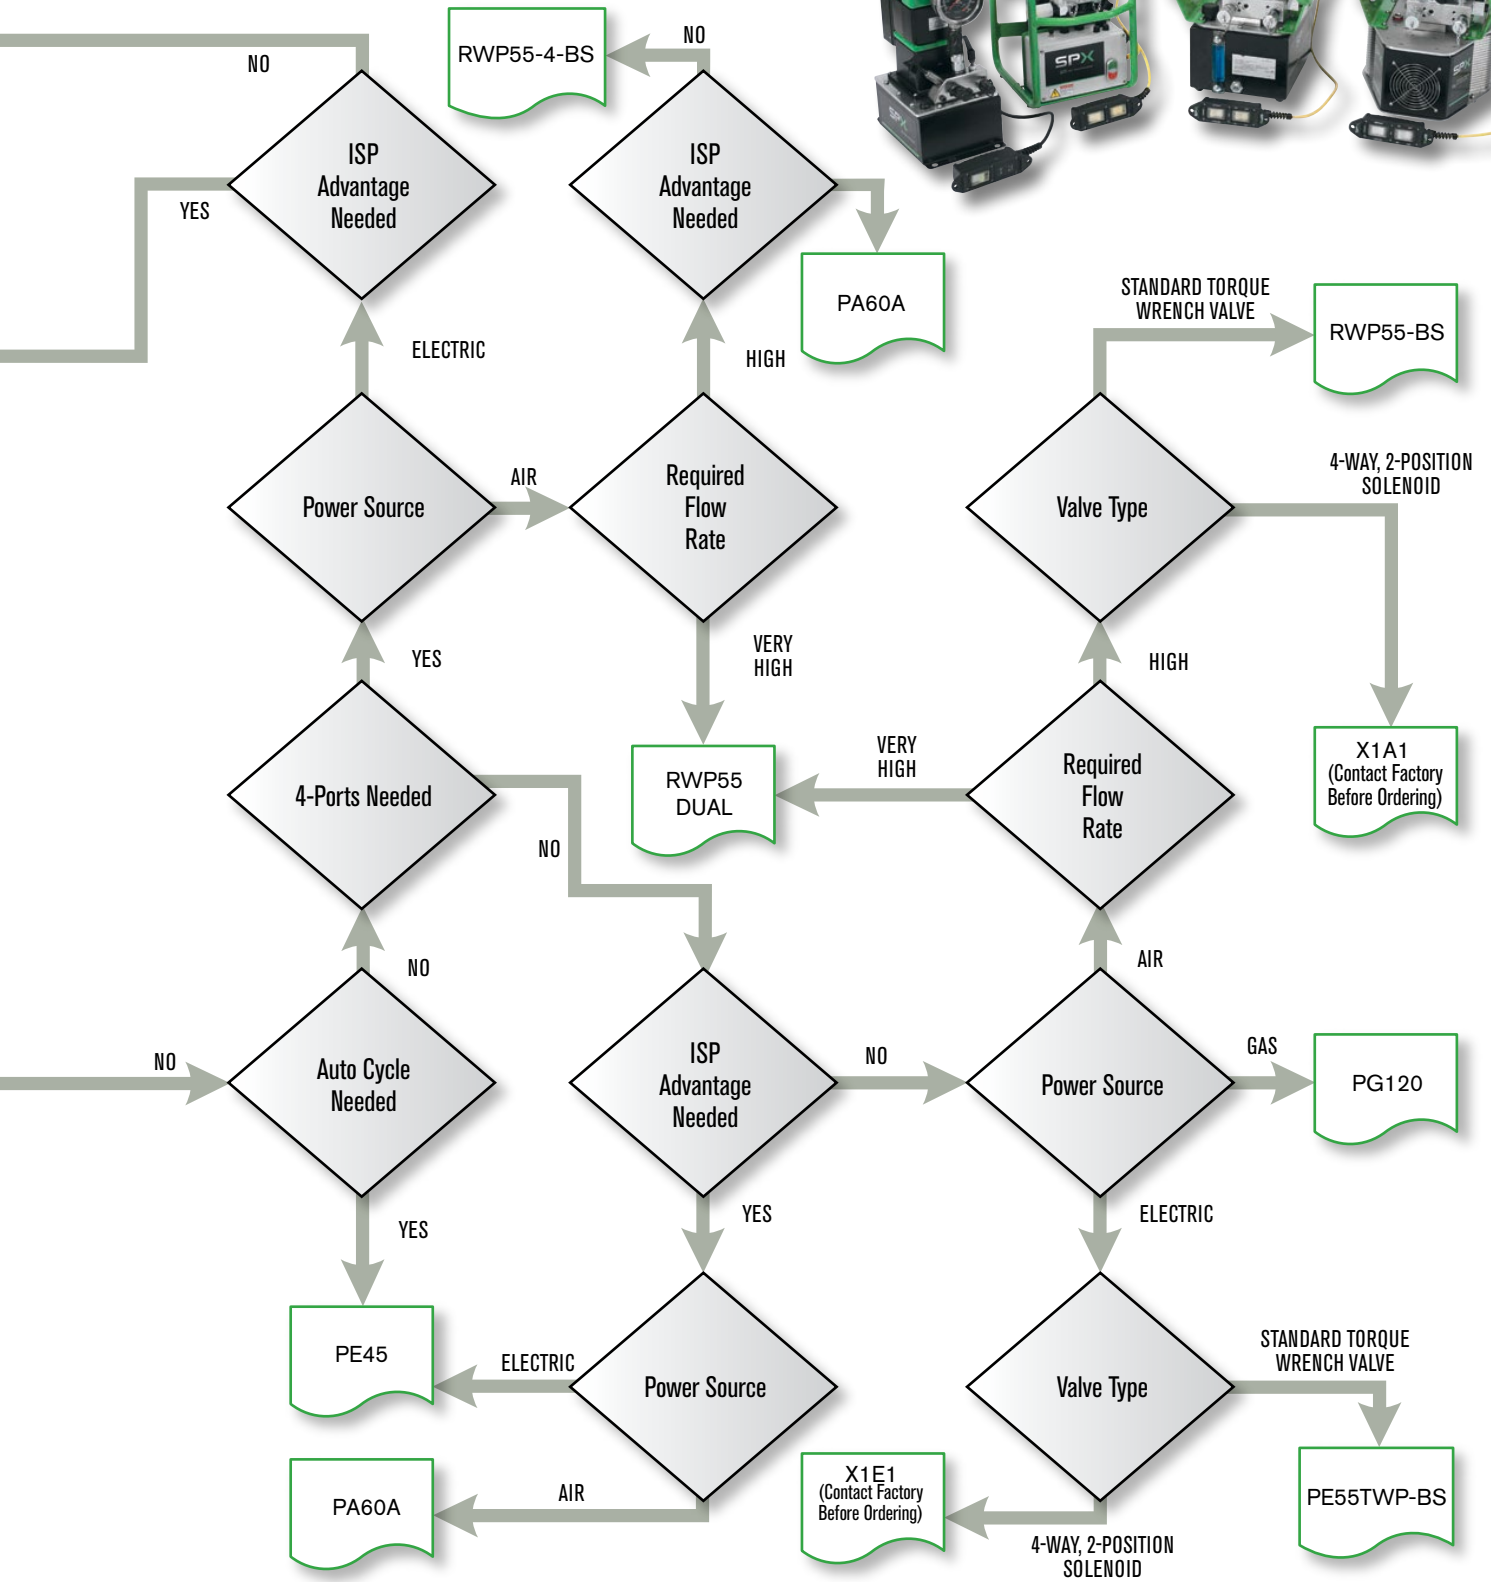 NO
RWP55-4-BS
NO
SPX
SPX
SPX
ISP
Advantage
Needed
ISP
Advantage
Needed
YES
PA60A
STANDARD TORQUE
WRENCH VALVE
RWP55-BS
ELECTRIC
HIGH
Power Source
AIR
Required
Flow
Rate
Valve Type
4-WAY, 2-POSITION
SOLENOID
YES
VERY
HIGH
HIGH
4-Ports Needed
RWP55
DUAL
VERY
HIGH
Required
Flow
Rate
X1A1
(Contact Factory
Before Ordering)
NO
NO
AIR
NO
Auto Cycle
Needed
ISP
Advantage
Needed
NO
Power Source
GAS
PG120
YES
YES
ELECTRIC
PE45
ELECTRIC
Power Source
Valve Type
STANDARD TORQUE
WRENCH VALVE
PA60A
AIR
X1E1
(Contact Factory
Before Ordering)
4-WAY, 2-POSITION
SOLENOID
PE55TWP-BS